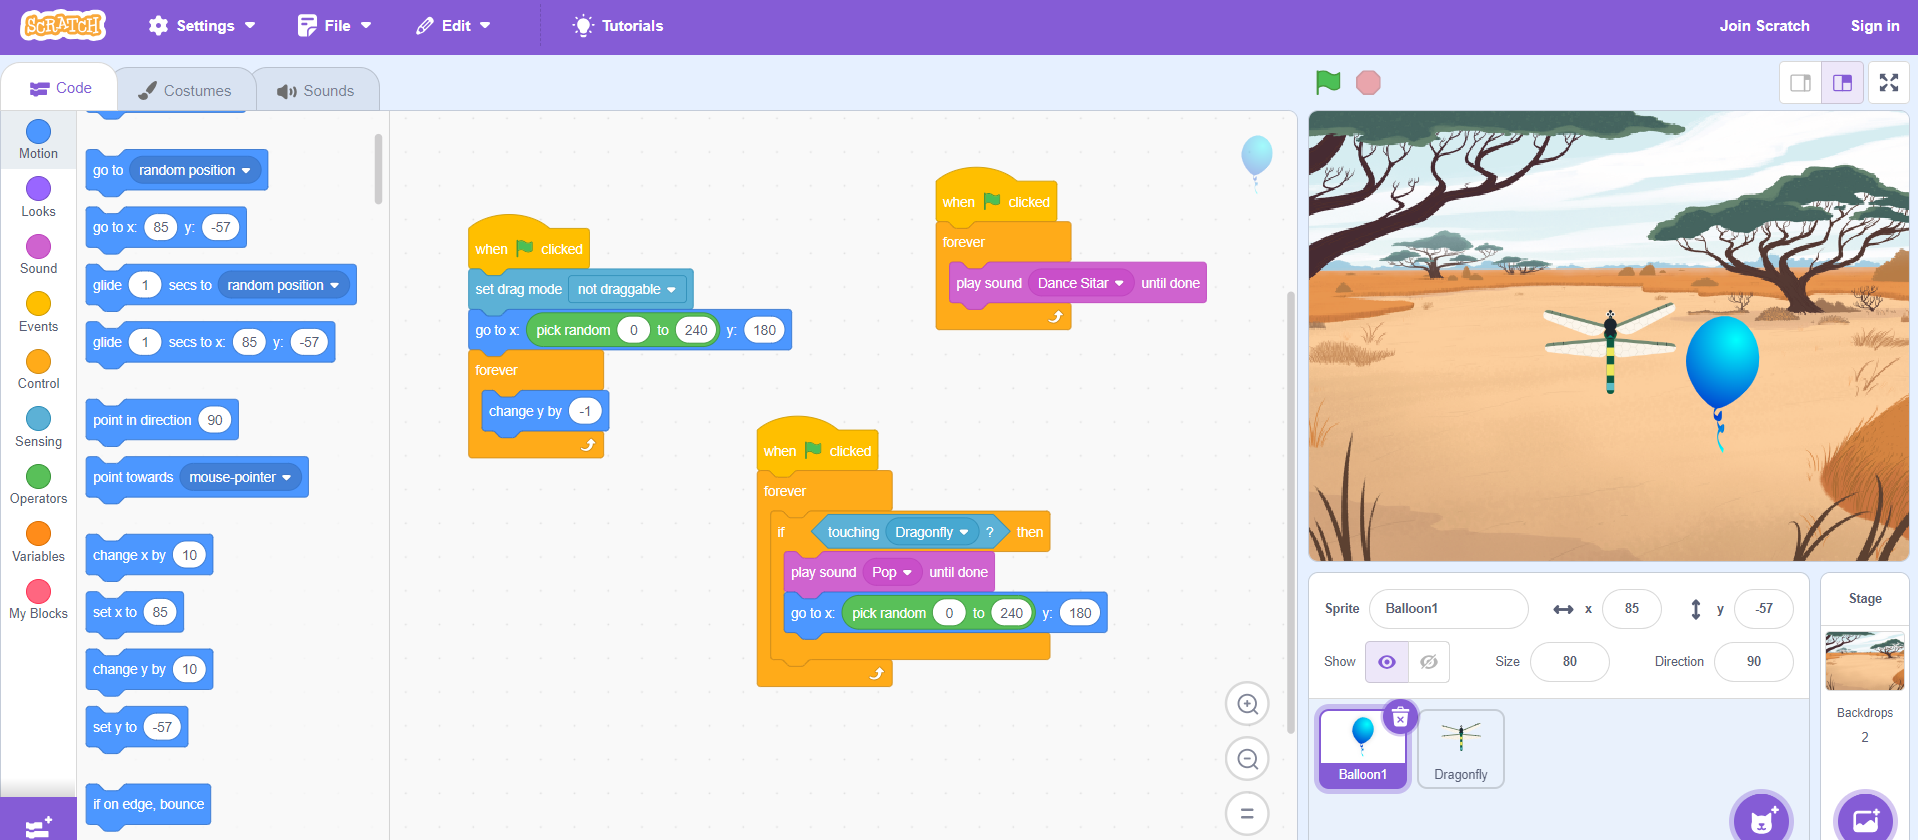 SCRATCH Settings File Edit Tutorials Join Scratch Sign in
Code Costumes Sounds
Motion
Looks
Sound
Events
Control
Sensing
Operators
Variables
My Blocks
go to random position
go to x: 85 y: -57
glide 1 secs to random position
glide 1 secs to x: 85 y: -57
point in direction 90
point towards mouse-pointer
change x by 10
set x to 85
change y by 10
set y to -57
if on edge, bounce
when clicked
set drag mode not draggable
go to x: pick random 0 to 240 y: 180
forever
change y by -1
when clicked
forever
play sound Dance Sitar until done
when clicked
forever
if touching Dragonfly ? then
play sound Pop until done
go to x: pick random 0 to 240 y: 180
Sprite Balloon1 x 85 y -57
Show Size 80 Direction 90
Balloon1 Dragonfly
Stage
Backdrops
2